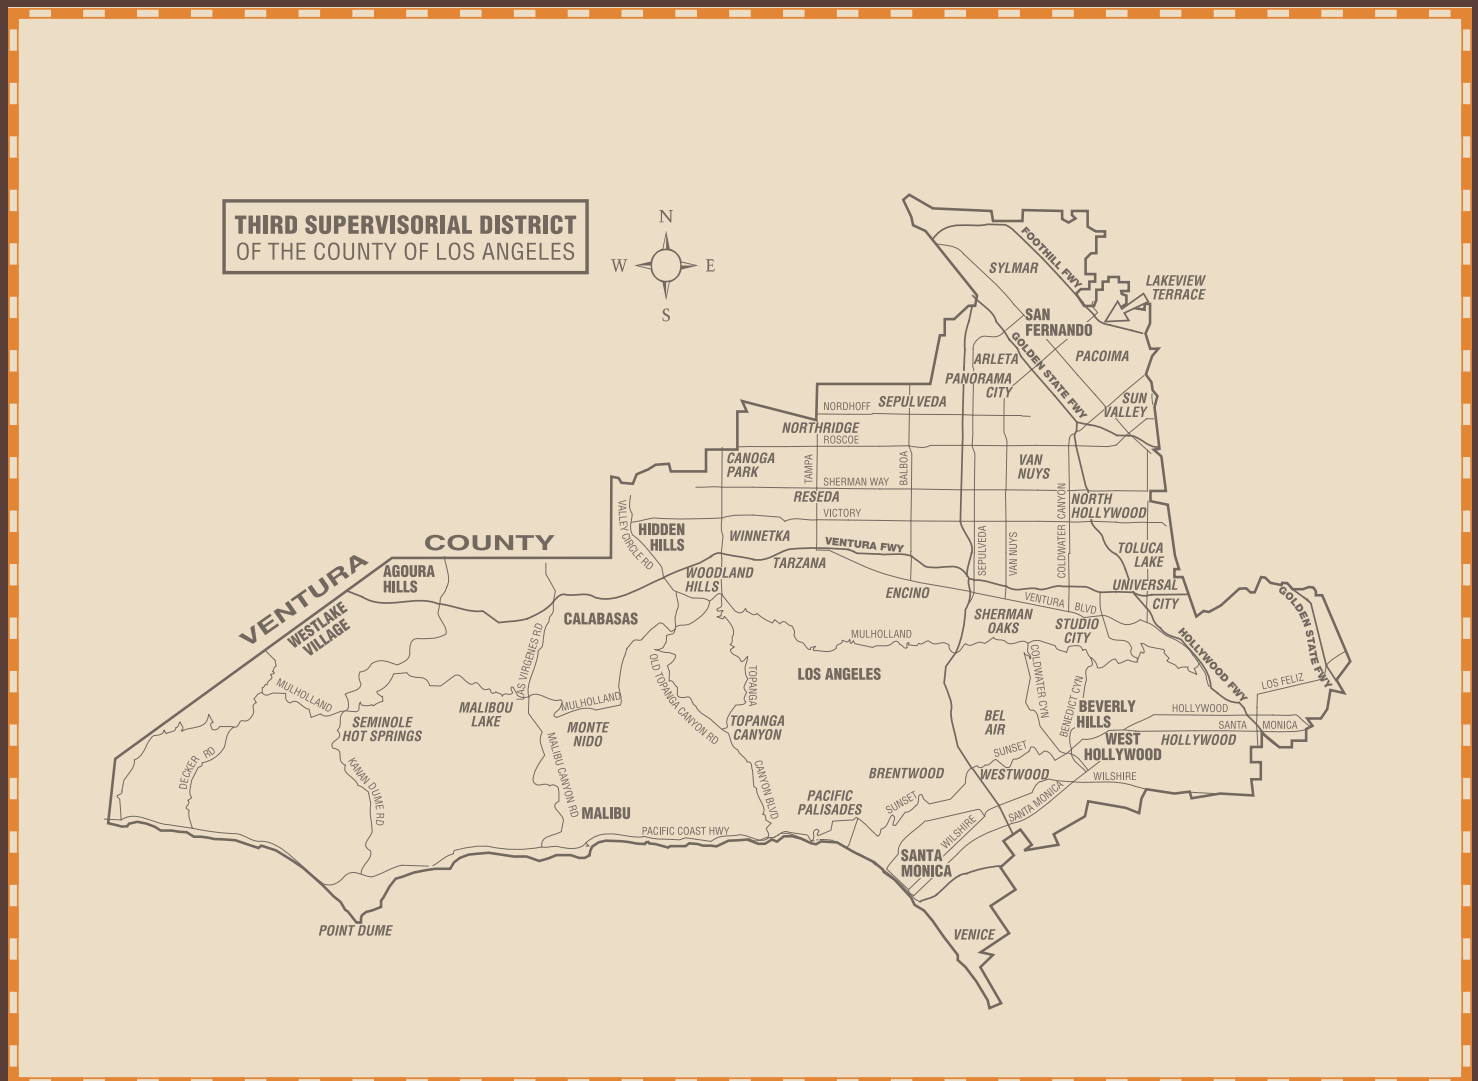 THIRD SUPERVISORIAL DISTRICT
OF THE COUNTY OF LOS ANGELES
N
W
E
S
FOOTHILL FWY
SYLMAR
LAKEVIEW
TERRACE
SAN
FERNANDO
GOLDEN STATE FWY
ARLETA
PACOIMA
PANORAMA
CITY
SUN
VALLEY
NORDHOFF
SEPULVEDA
NORTHRIDGE
ROSCOE
CANOGA
PARK
TAMPA
BALBOA
VAN
NUYS
SHERMAN WAY
RESEDA
NORTH
HOLLYWOOD
VALLEY CIRCLE RD
VICTORY
HIDDEN
HILLS
WINNETKA
VENTURA FWY
SEPULVEDA
VAN NUYS
COLDWATER CANYON
TOLUCA
LAKE
VENTURA COUNTY
AGOURA
HILLS
WESTLAKE
VILLAGE
WOODLAND
HILLS
TARZANA
ENCINO
UNIVERSAL
CITY
VENTURA BLVD
CALABASAS
SHERMAN
OAKS
STUDIO
CITY
GOLDEN STATE FWY
HOLLYWOOD FWY
MULHOLLAND
LAS VIRGENES RD
OLD TOPANGA CANYON RD
TOPANGA
LOS ANGELES
COLDWATER CYN
BENEDICT CYN
LOS FELIZ
MULHOLLAND
MALIBOU
LAKE
MULHOLLAND
SEMINOLE
HOT SPRINGS
MONTE
NIDO
TOPANGA
CANYON
BEL
AIR
BEVERLY
HILLS
HOLLYWOOD
SANTA MONICA
WEST
HOLLYWOOD
HOLLYWOOD
DECKER RD
KANAN DUME RD
MALIBU CANYON RD
CANYON BLVD
SUNSET
BRENTWOOD
WESTWOOD
WILSHIRE
PACIFIC
PALISADES
SUNSET
SANTA MONICA
MALIBU
PACIFIC COAST HWY
WILSHIRE
SANTA
MONICA
POINT DUME
VENICE